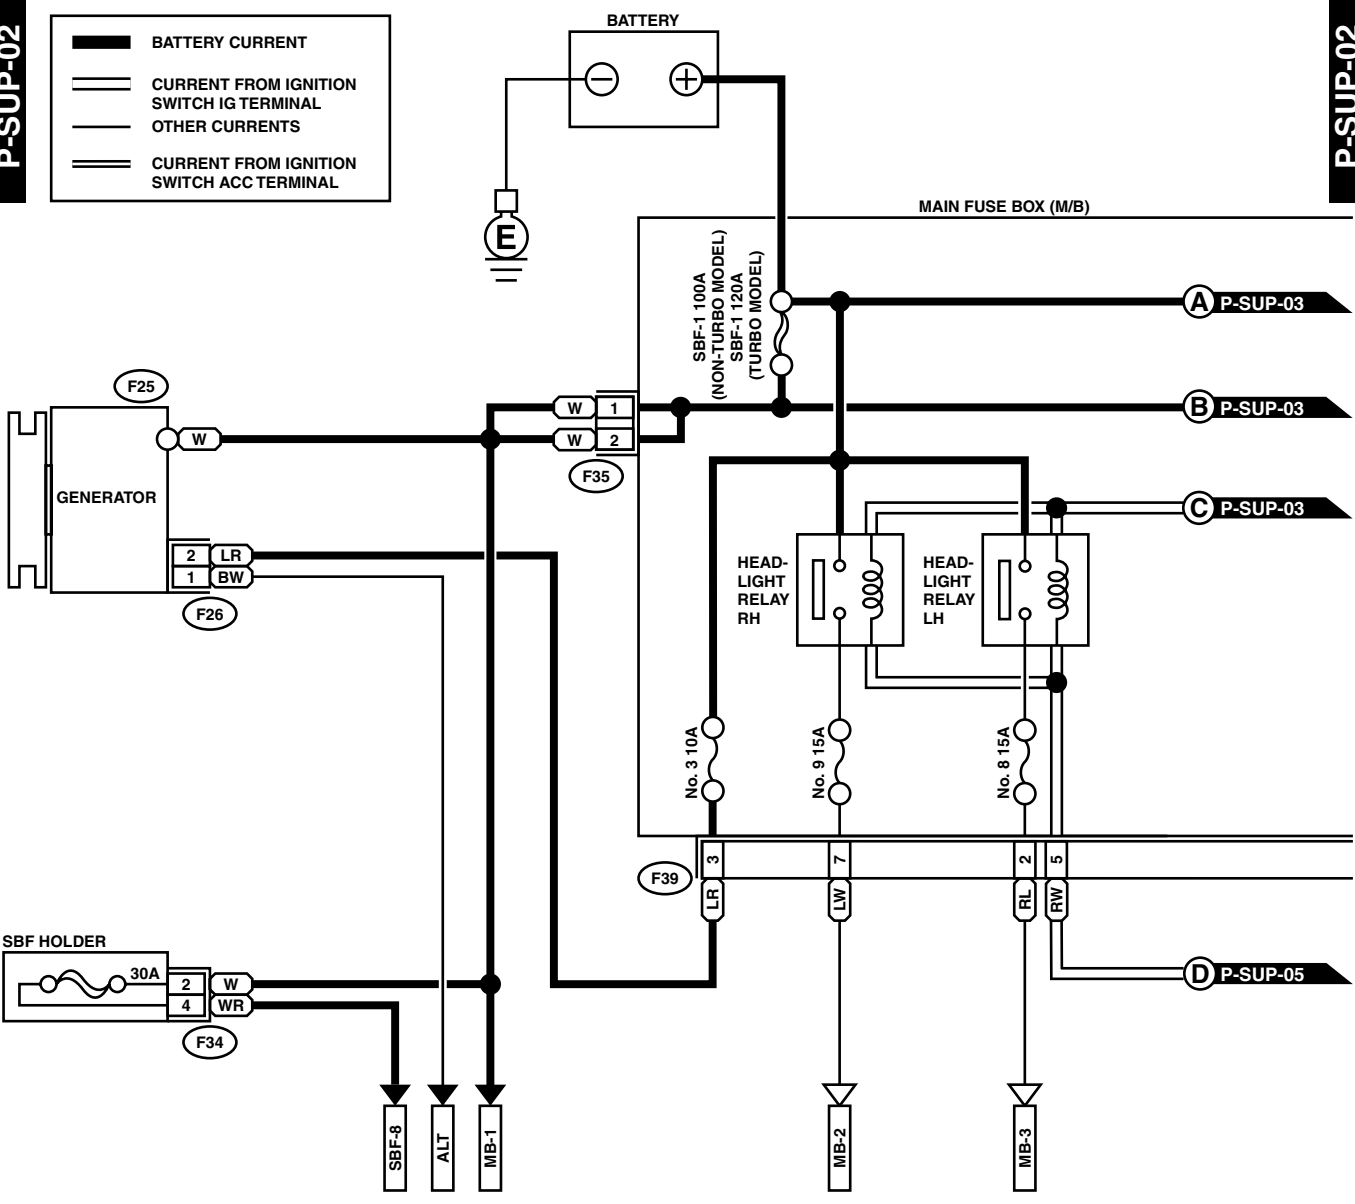 P-SUP-02
P-SUP-02
BATTERY CURRENT
CURRENT FROM IGNITION
SWITCH IG TERMINAL
OTHER CURRENTS
CURRENT FROM IGNITION
SWITCH ACC TERMINAL
BATTERY
− +
E
MAIN FUSE BOX (M/B)
SBF-1 100A
(NON-TURBO MODEL)
SBF-1 120A
(TURBO MODEL)
A P-SUP-03
B P-SUP-03
C P-SUP-03
F25
W
GENERATOR
W 1
W 2
F35
2 LR
1 BW
F26
HEAD-
LIGHT
RELAY
RH
HEAD-
LIGHT
RELAY
LH
No. 3 10A
No. 9 15A
No. 8 15A
F39
3
7
2
5
LR
LW
RL
RW
SBF HOLDER
30A
2 W
4 WR
F34
D P-SUP-05
SBF-8
ALT
MB-1
MB-2
MB-3